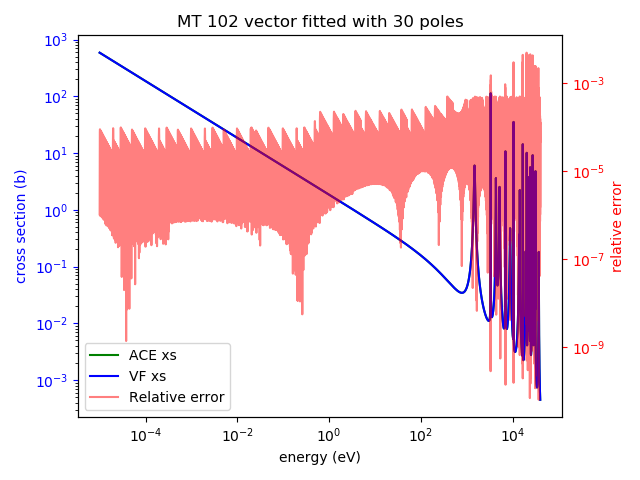 MT 102 vector fitted with 30 poles
cross section (b)
10³
10²
10¹
10⁰
10⁻¹
10⁻²
10⁻³
10⁻³
10⁻⁵
10⁻⁷
10⁻⁹
relative error
ACE xs
VF xs
Relative error
10⁻⁴ 10⁻² 10⁰ 10² 10⁴
energy (eV)